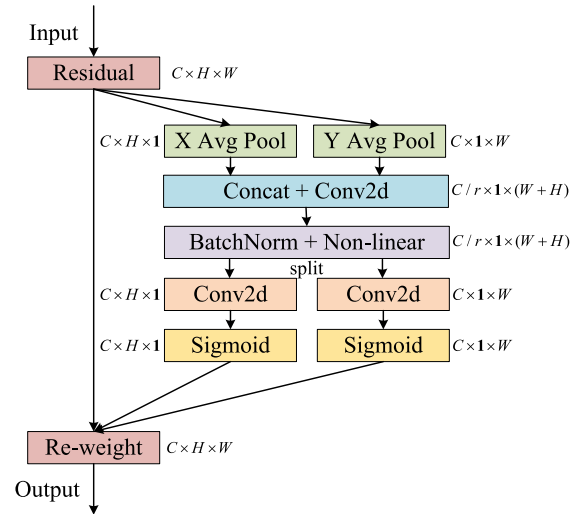 Input
Residual C×H×W
C×H×1 X Avg Pool Y Avg Pool C×1×W
Concat + Conv2d C/r×1×(W+H)
BatchNorm + Non-linear C/r×1×(W+H)
split
C×H×1 Conv2d Conv2d C×1×W
C×H×1 Sigmoid Sigmoid C×1×W
Re-weight C×H×W
Output